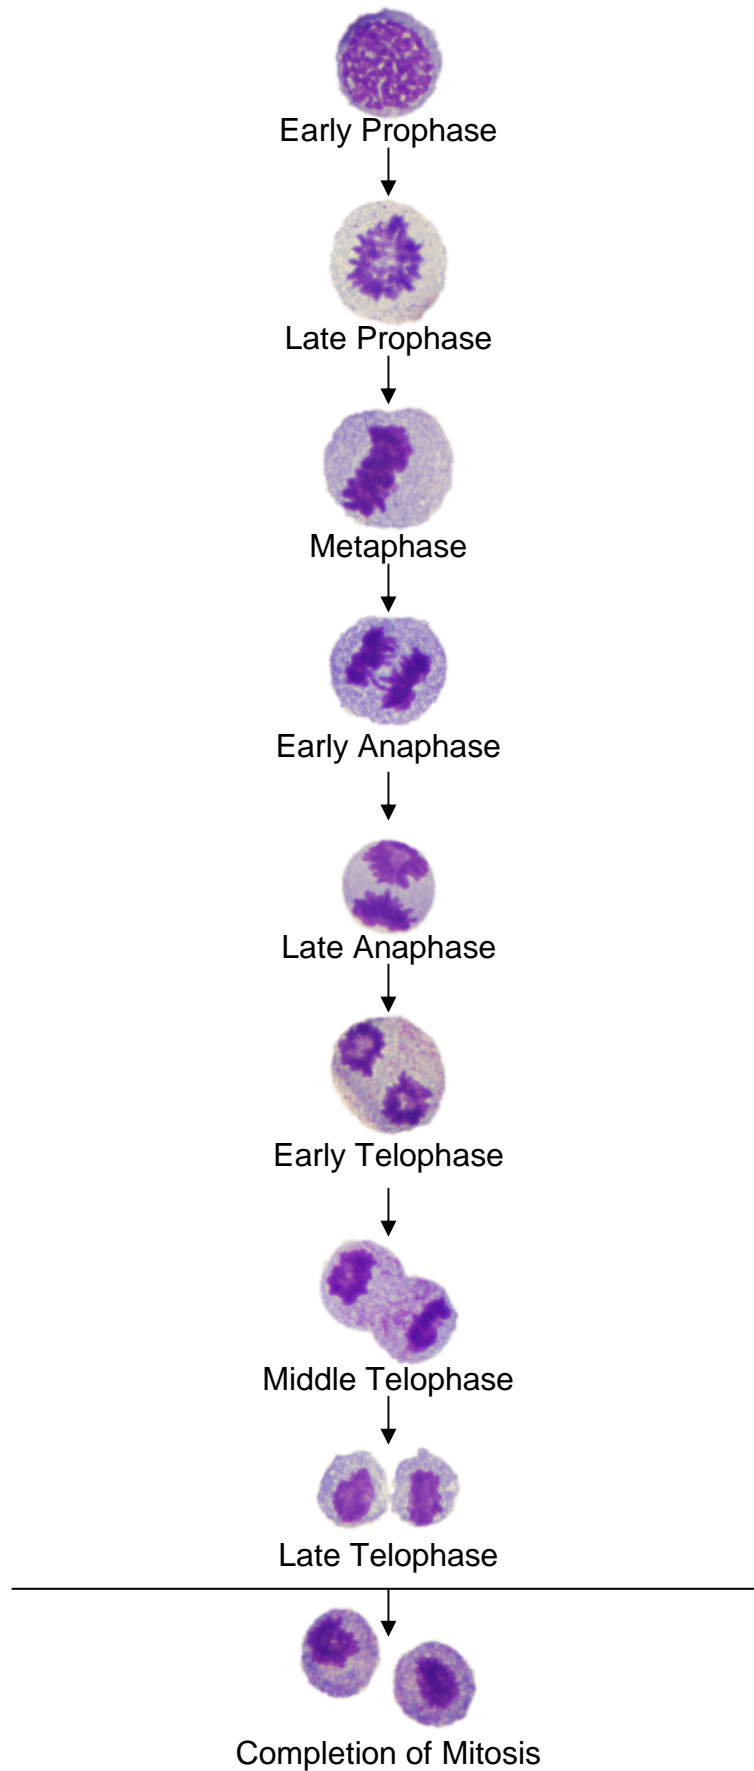 Early Prophase
Late Prophase
Metaphase
Early Anaphase
Late Anaphase
Early Telophase
Middle Telophase
Late Telophase
Completion of Mitosis